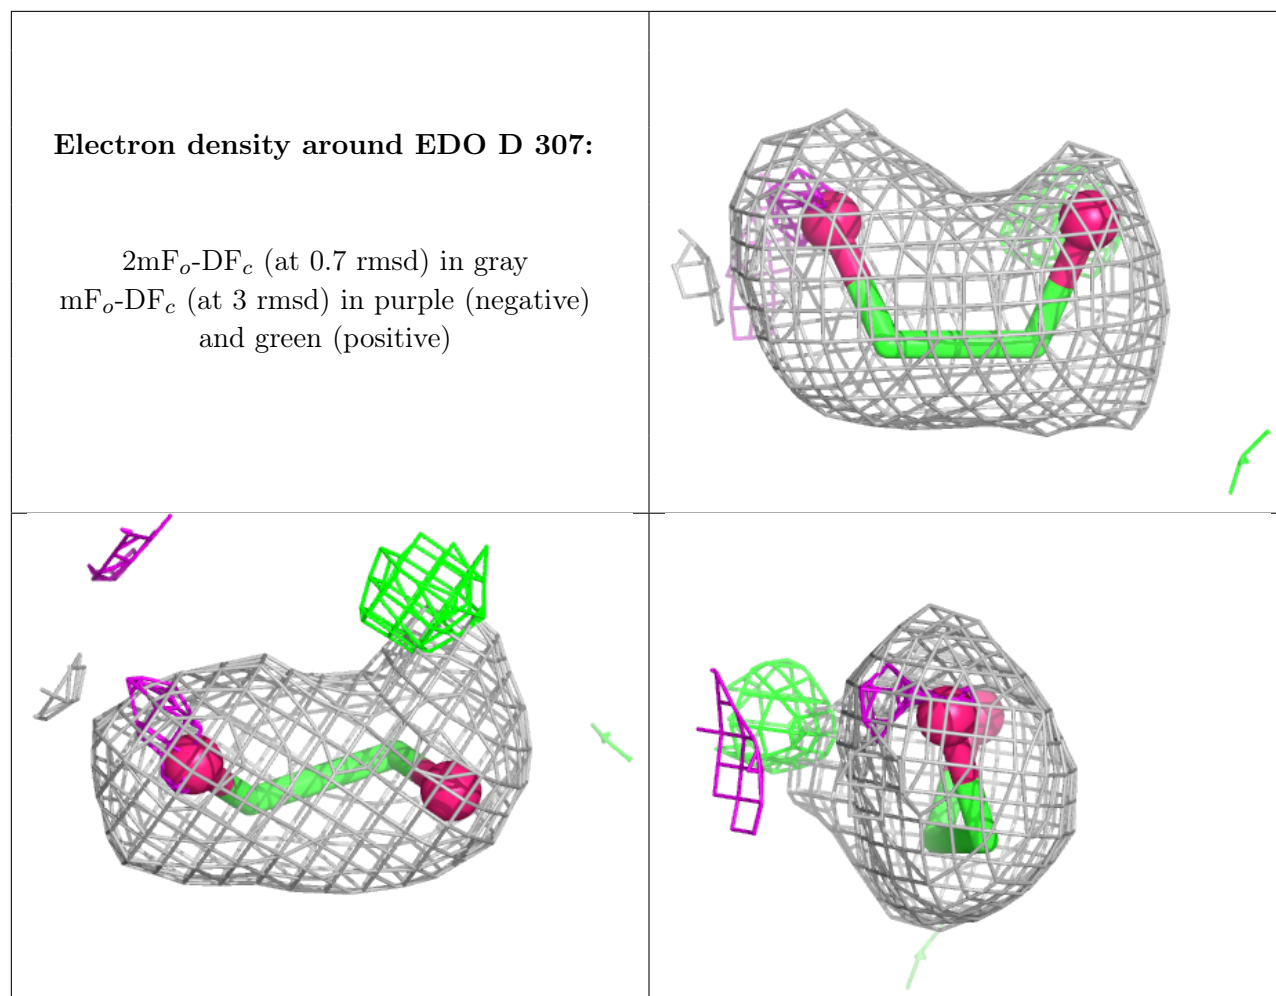 Electron density around EDO D 307:
2mFo-DFc (at 0.7 rmsd) in gray
mFo-DFc (at 3 rmsd) in purple (negative)
and green (positive)